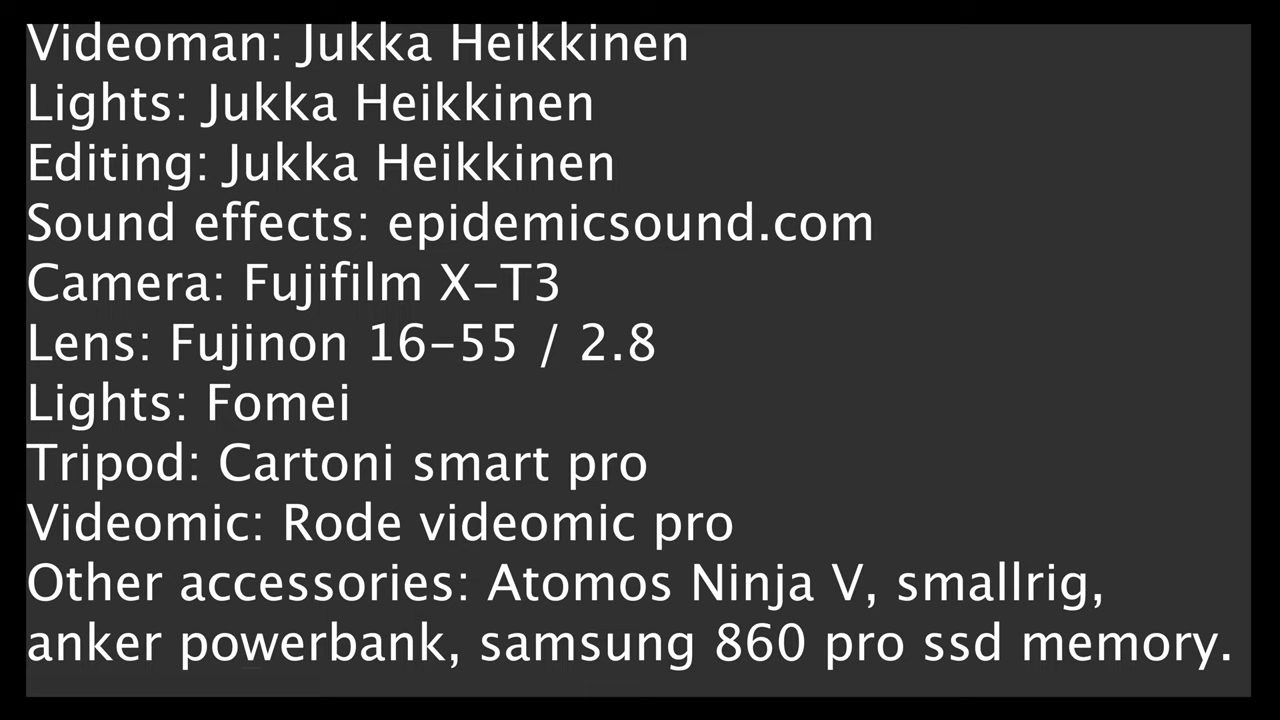 Videoman: Jukka Heikkinen
Lights: Jukka Heikkinen
Editing: Jukka Heikkinen
Sound effects: epidemicsound.com
Camera: Fujifilm X-T3
Lens: Fujinon 16-55 / 2.8
Lights: Fomei
Tripod: Cartoni smart pro
Videomic: Rode videomic pro
Other accessories: Atomos Ninja V, smallrig,
anker powerbank, samsung 860 pro ssd memory.